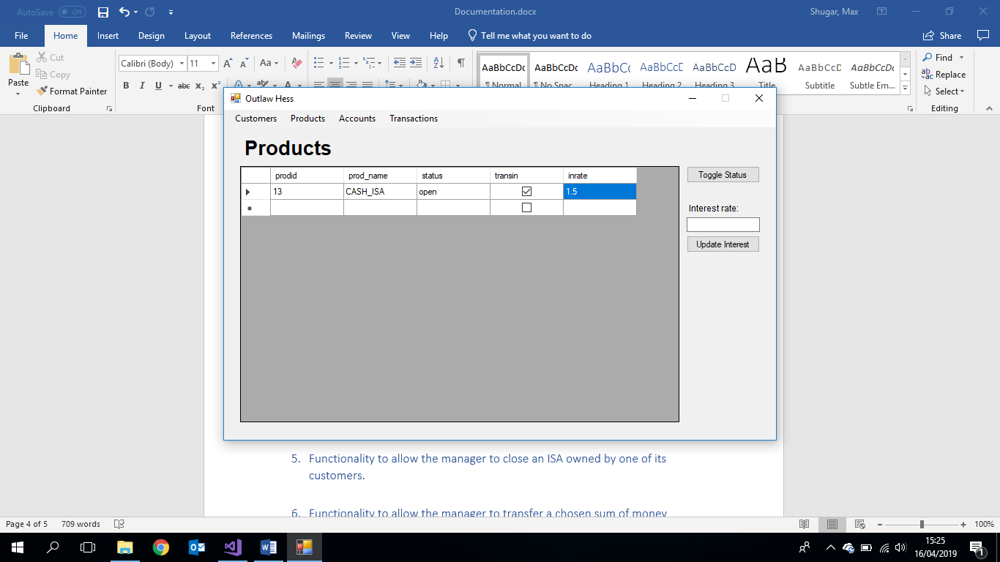 AutoSave Off
Documentation.docx
Shugar, Max
File Home Insert Design Layout References Mailings Review View Help Tell me what you want to do Share
Paste
Cut
Copy
Format Painter
Clipboard
Calibri (Body) 11
B I U abc x₂ x²
Font
AaBbCcDc AaBbCcDc AaBbCc AaBbCcC AaBbCcD AaB AaBbCcD AaBbCcDc
¶ Normal ¶ No Spac... Heading 1 Heading 2 Heading 3 Title Subtitle Subtle Em...
Find
Replace
Select
Editing
Outlaw Hess
Customers Products Accounts Transactions
Products
prodid prod_name status transin inrate
13 CASH_ISA open 1.5
Toggle Status
Interest rate:
Update Interest
5. Functionality to allow the manager to close an ISA owned by one of its
customers.
6. Functionality to allow the manager to transfer a chosen sum of money
Page 4 of 5 709 words 100%
15:25
16/04/2019
1